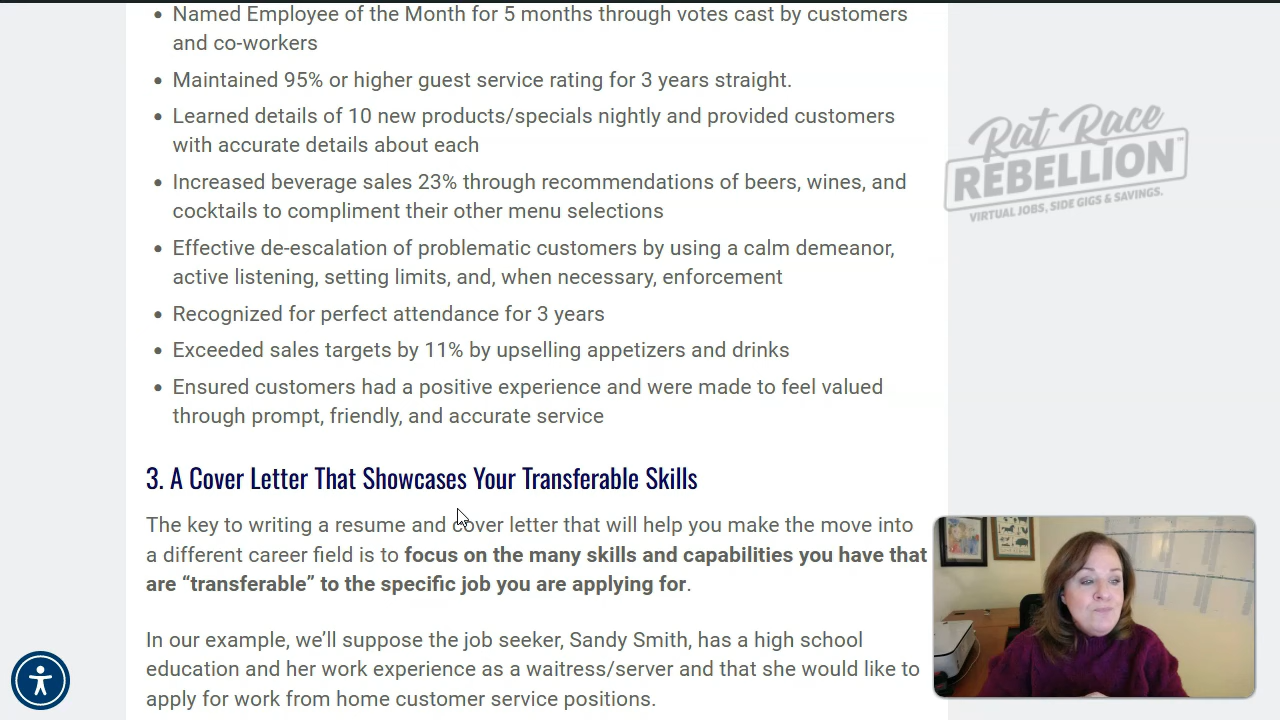 Named Employee of the Month for 5 months through votes cast by customers
and co-workers
Maintained 95% or higher guest service rating for 3 years straight.
Learned details of 10 new products/specials nightly and provided customers
with accurate details about each
Increased beverage sales 23% through recommendations of beers, wines, and
cocktails to compliment their other menu selections
Effective de-escalation of problematic customers by using a calm demeanor,
active listening, setting limits, and, when necessary, enforcement
Recognized for perfect attendance for 3 years
Exceeded sales targets by 11% by upselling appetizers and drinks
Ensured customers had a positive experience and were made to feel valued
through prompt, friendly, and accurate service
3. A Cover Letter That Showcases Your Transferable Skills
The key to writing a resume and cover letter that will help you make the move into
a different career field is to focus on the many skills and capabilities you have that
are “transferable” to the specific job you are applying for.
In our example, we’ll suppose the job seeker, Sandy Smith, has a high school
education and her work experience as a waitress/server and that she would like to
apply for work from home customer service positions.
Rat Race
REBELLION™
VIRTUAL JOBS, SIDE GIGS & SAVINGS.